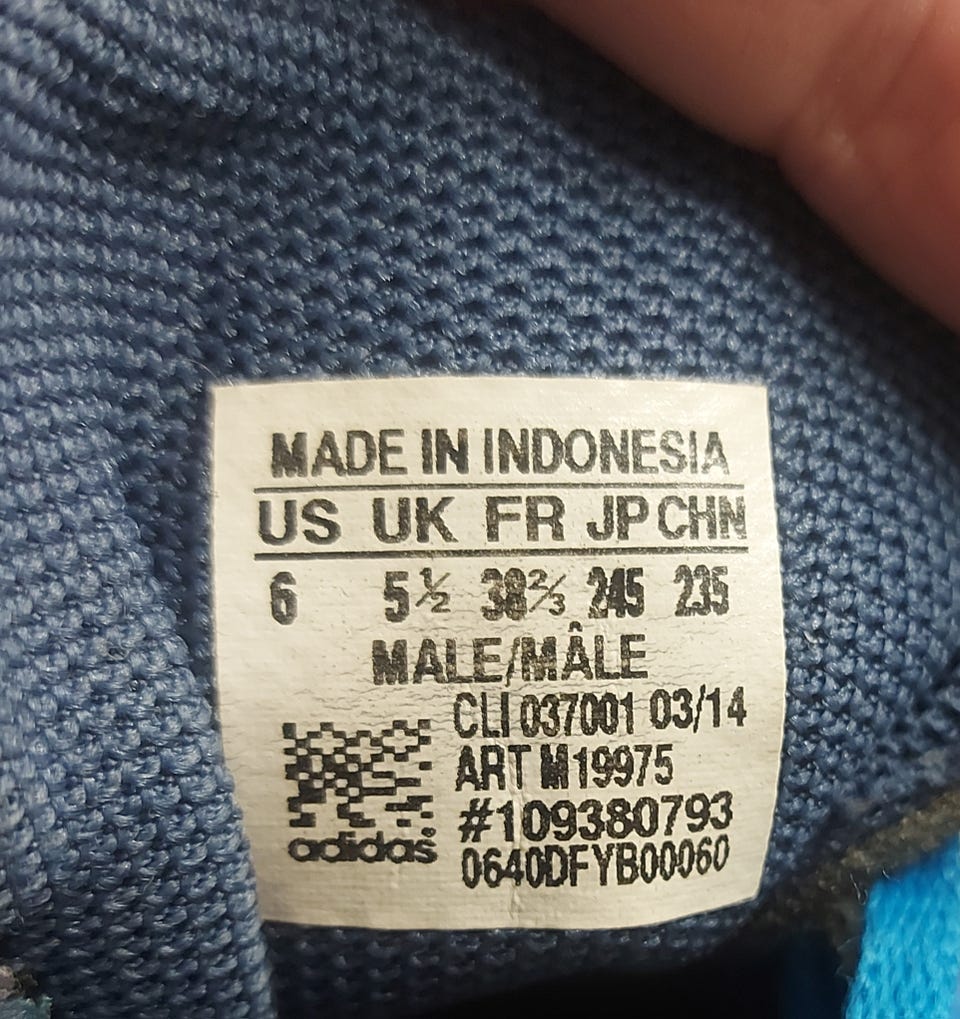 MADE IN INDONESIA
US UK FR JP CHN
6 5½ 38⅔ 245 235
MALE/MÂLE
CLI 037001 03/14
ART M19975
#109380793
adidas
0640DFYB00060